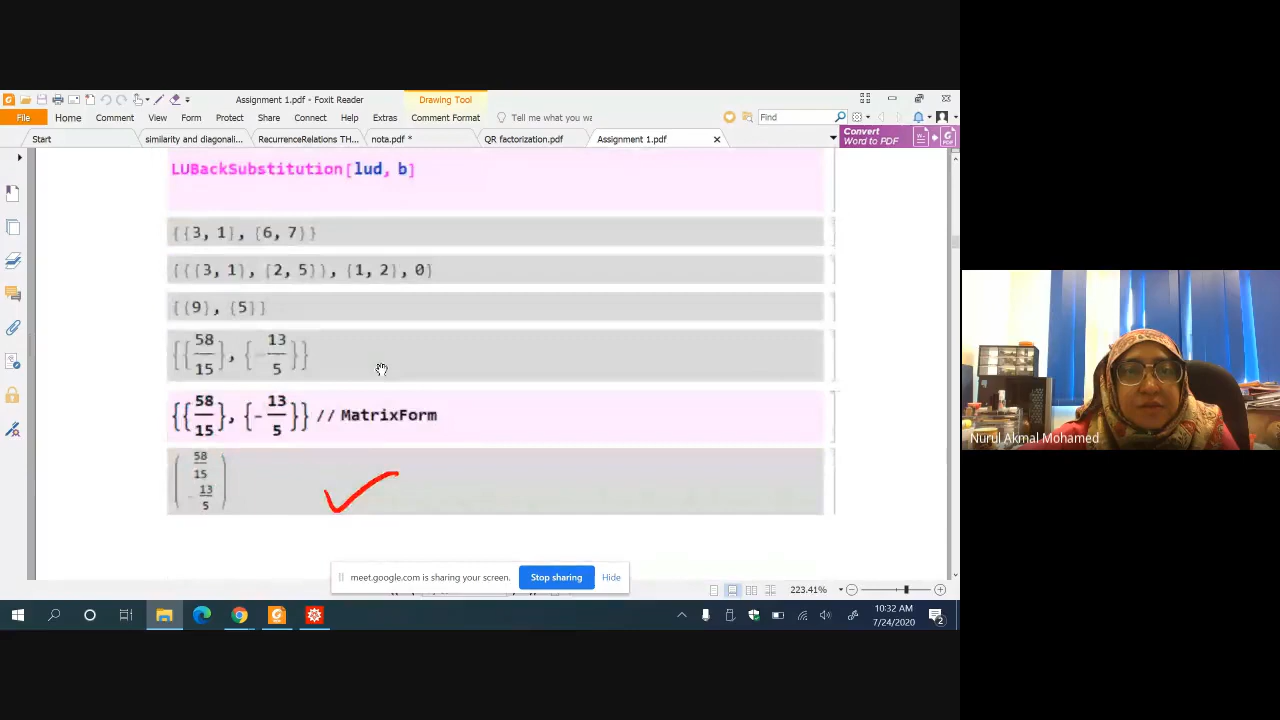 Assignment 1.pdf - Foxit Reader
Drawing Tool
File Home Comment View Form Protect Share Connect Help Extras Comment Format Tell me what you wa
Find
Convert
Word to PDF
Start
similarity and diagonali...
RecurrenceRelations TH...
nota.pdf *
QR factorization.pdf
Assignment 1.pdf
LUBackSubstitution[lud, b]
{{3, 1}, {6, 7}}
{{{3, 1}, {2, 5}}, {1, 2}, 0}
{{9}, {5}}
{{58/15}, {-13/5}}
{{58/15}, {-13/5}} // MatrixForm
58
15
- 13
5
meet.google.com is sharing your screen.
Stop sharing
Hide
223.41%
10:32 AM
7/24/2020
2
Nurul Akmal Mohamed